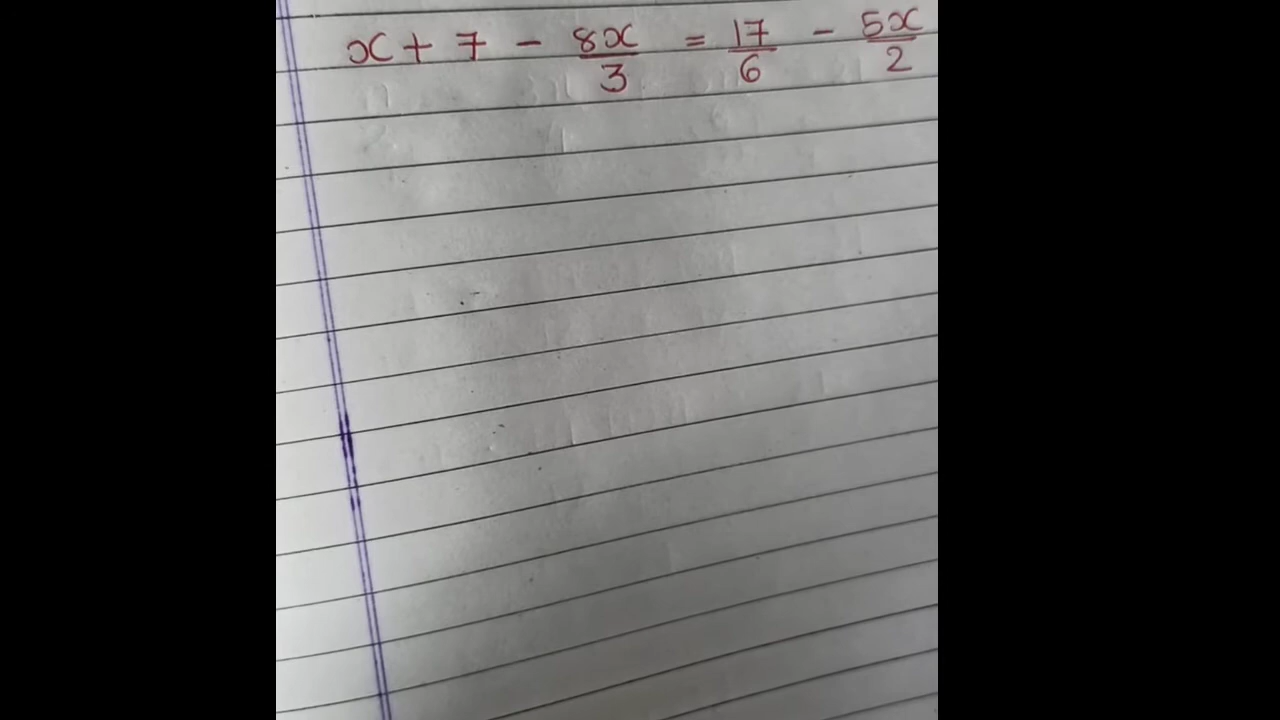 x + 7 - 8x/3 = 17/6 - 5x/2